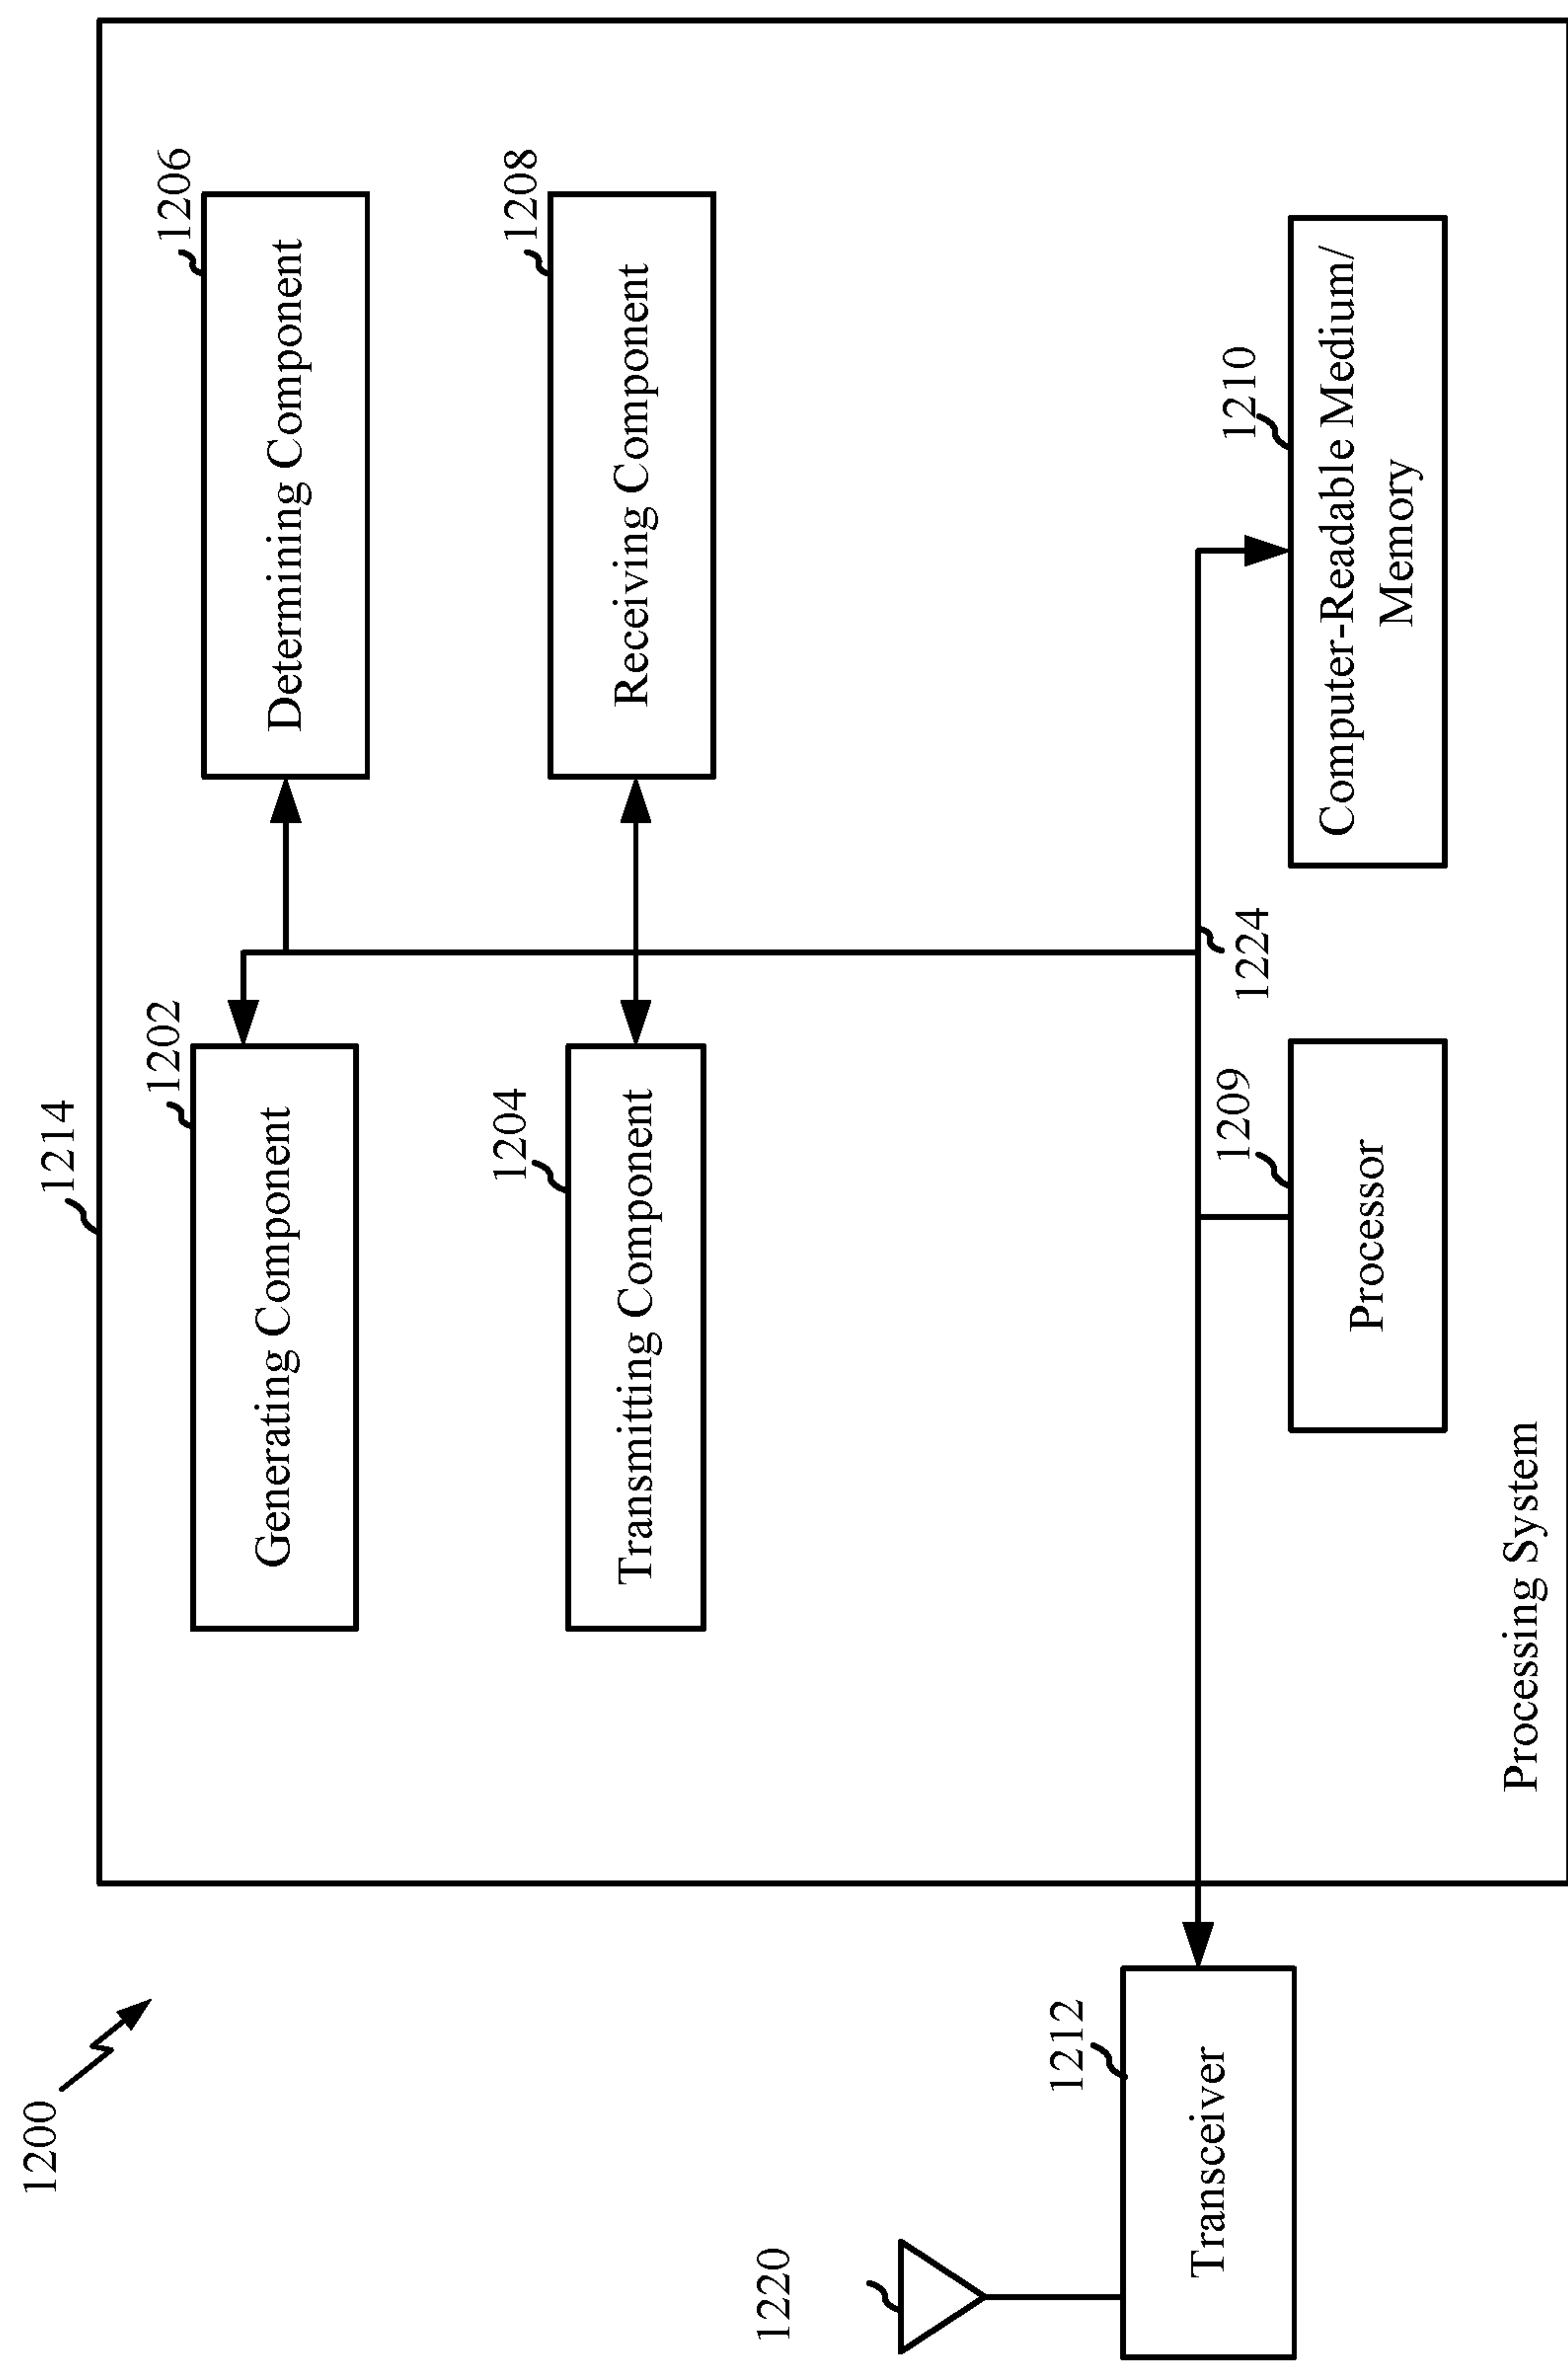 1200
1214
1202
Generating Component
1206
Determining Component
1204
Transmitting Component
1208
Receiving Component
1220
1212
Transceiver
1224
1209
Processor
1210
Computer-Readable Medium/
Memory
Processing System